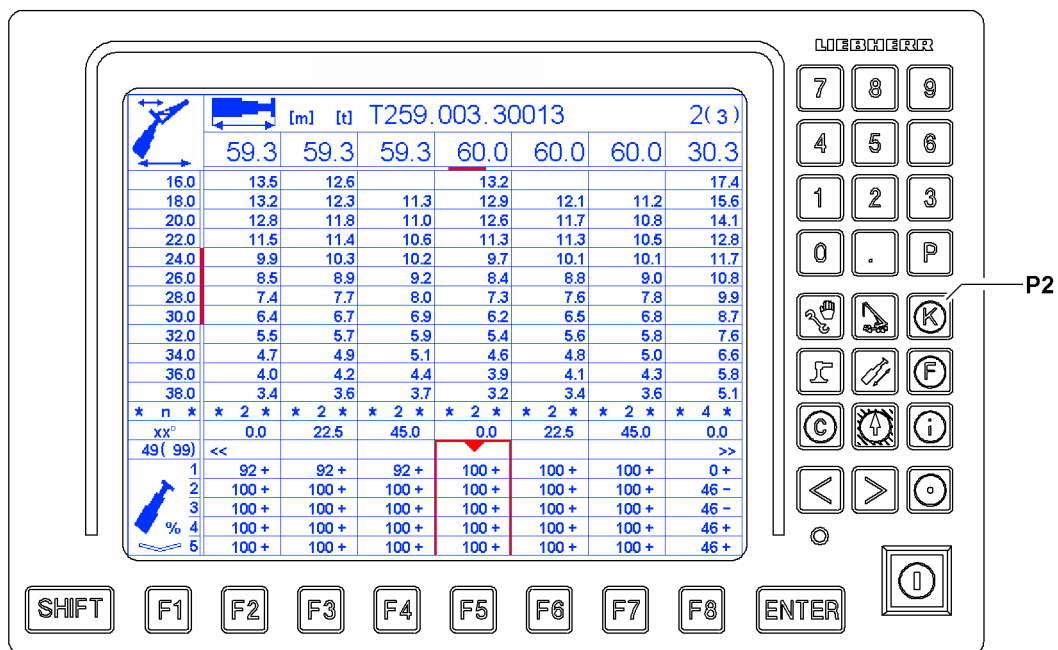 LIEBHERR
[m] [t] T259.003.30013 2(3)
59.3 59.3 59.3 60.0 60.0 60.0 30.3
16.0 13.5 12.6 13.2 17.4
18.0 13.2 12.3 11.3 12.9 12.1 11.2 15.6
20.0 12.8 11.8 11.0 12.6 11.7 10.8 14.1
22.0 11.5 11.4 10.6 11.3 11.3 10.5 12.8
24.0 9.9 10.3 10.2 9.7 10.1 10.1 11.7
26.0 8.5 8.9 9.2 8.4 8.8 9.0 10.8
28.0 7.4 7.7 8.0 7.3 7.6 7.8 9.9
30.0 6.4 6.7 6.9 6.2 6.5 6.8 8.7
32.0 5.5 5.7 5.9 5.4 5.6 5.8 7.6
34.0 4.7 4.9 5.1 4.6 4.8 5.0 6.6
36.0 4.0 4.2 4.4 3.9 4.1 4.3 5.8
38.0 3.4 3.6 3.7 3.2 3.4 3.6 5.1
* n * * 2 * * 2 * * 2 * * 2 * * 2 * * 2 * * 4 *
xx° 0.0 22.5 45.0 0.0 22.5 45.0 0.0
49( 99) << >>
1 92 + 92 + 92 + 100 + 100 + 100 + 0 +
2 100 + 100 + 100 + 100 + 100 + 100 + 46 -
3 100 + 100 + 100 + 100 + 100 + 100 + 46 -
% 4 100 + 100 + 100 + 100 + 100 + 100 + 46 +
5 100 + 100 + 100 + 100 + 100 + 100 + 46 +
7 8 9
4 5 6
1 2 3
0 . P
K
P2
F
C i
< >
SHIFT F1 F2 F3 F4 F5 F6 F7 F8 ENTER